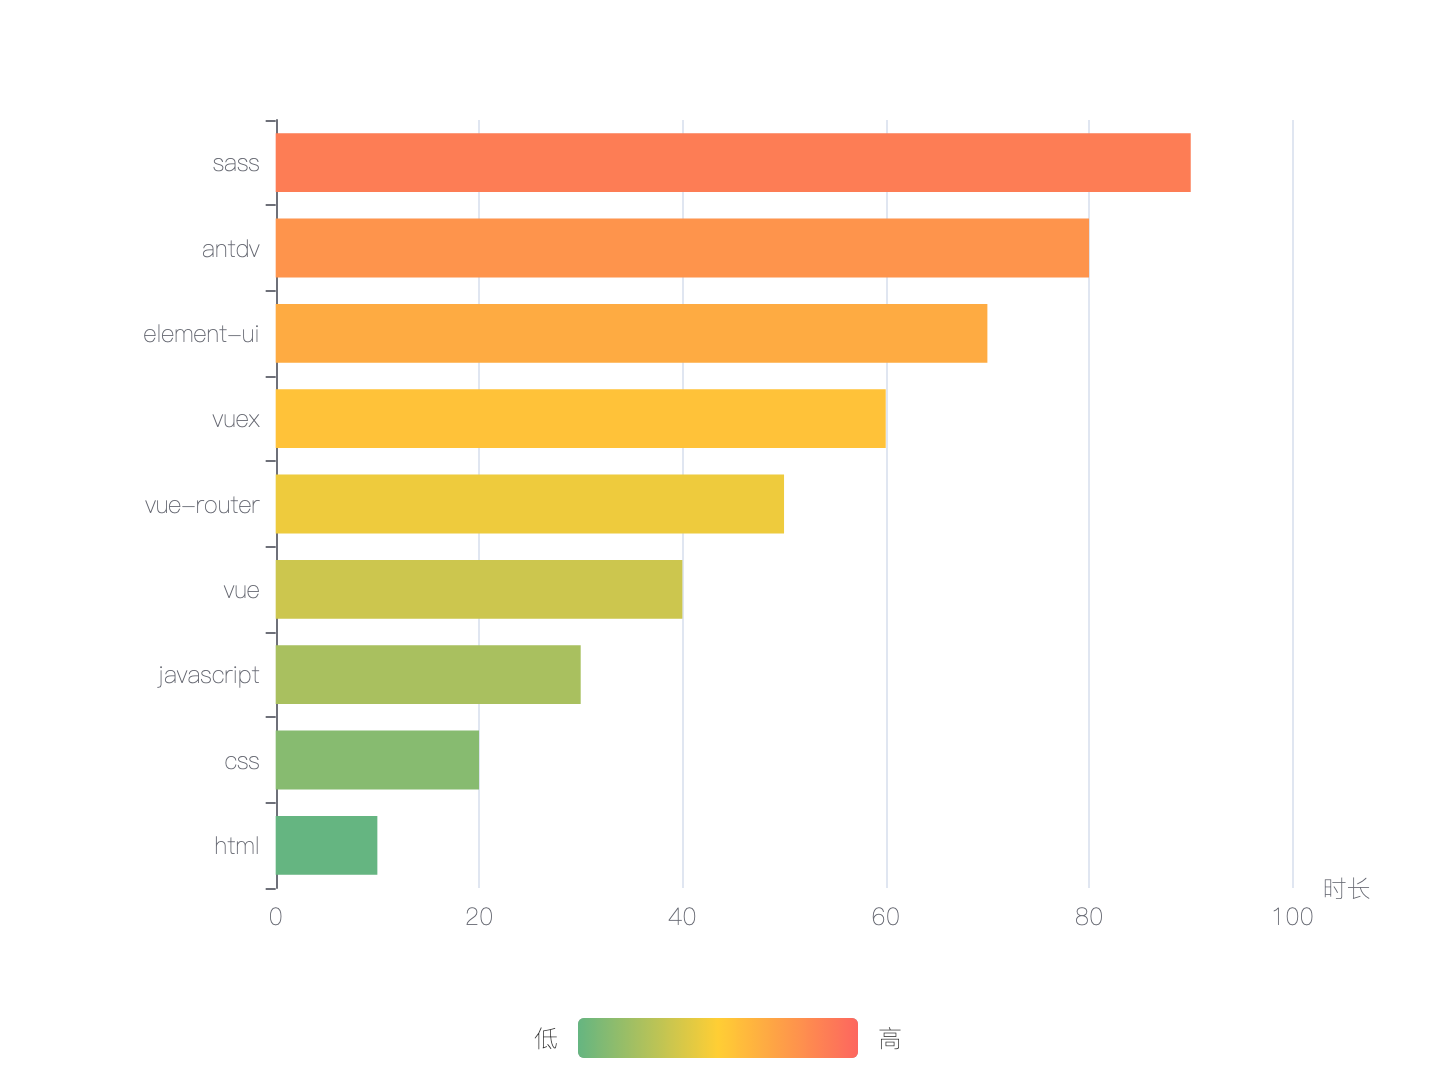 sass
antdv
element-ui
vuex
vue-router
vue
javascript
css
html
时长
0 20 40 60 80 100
低 高